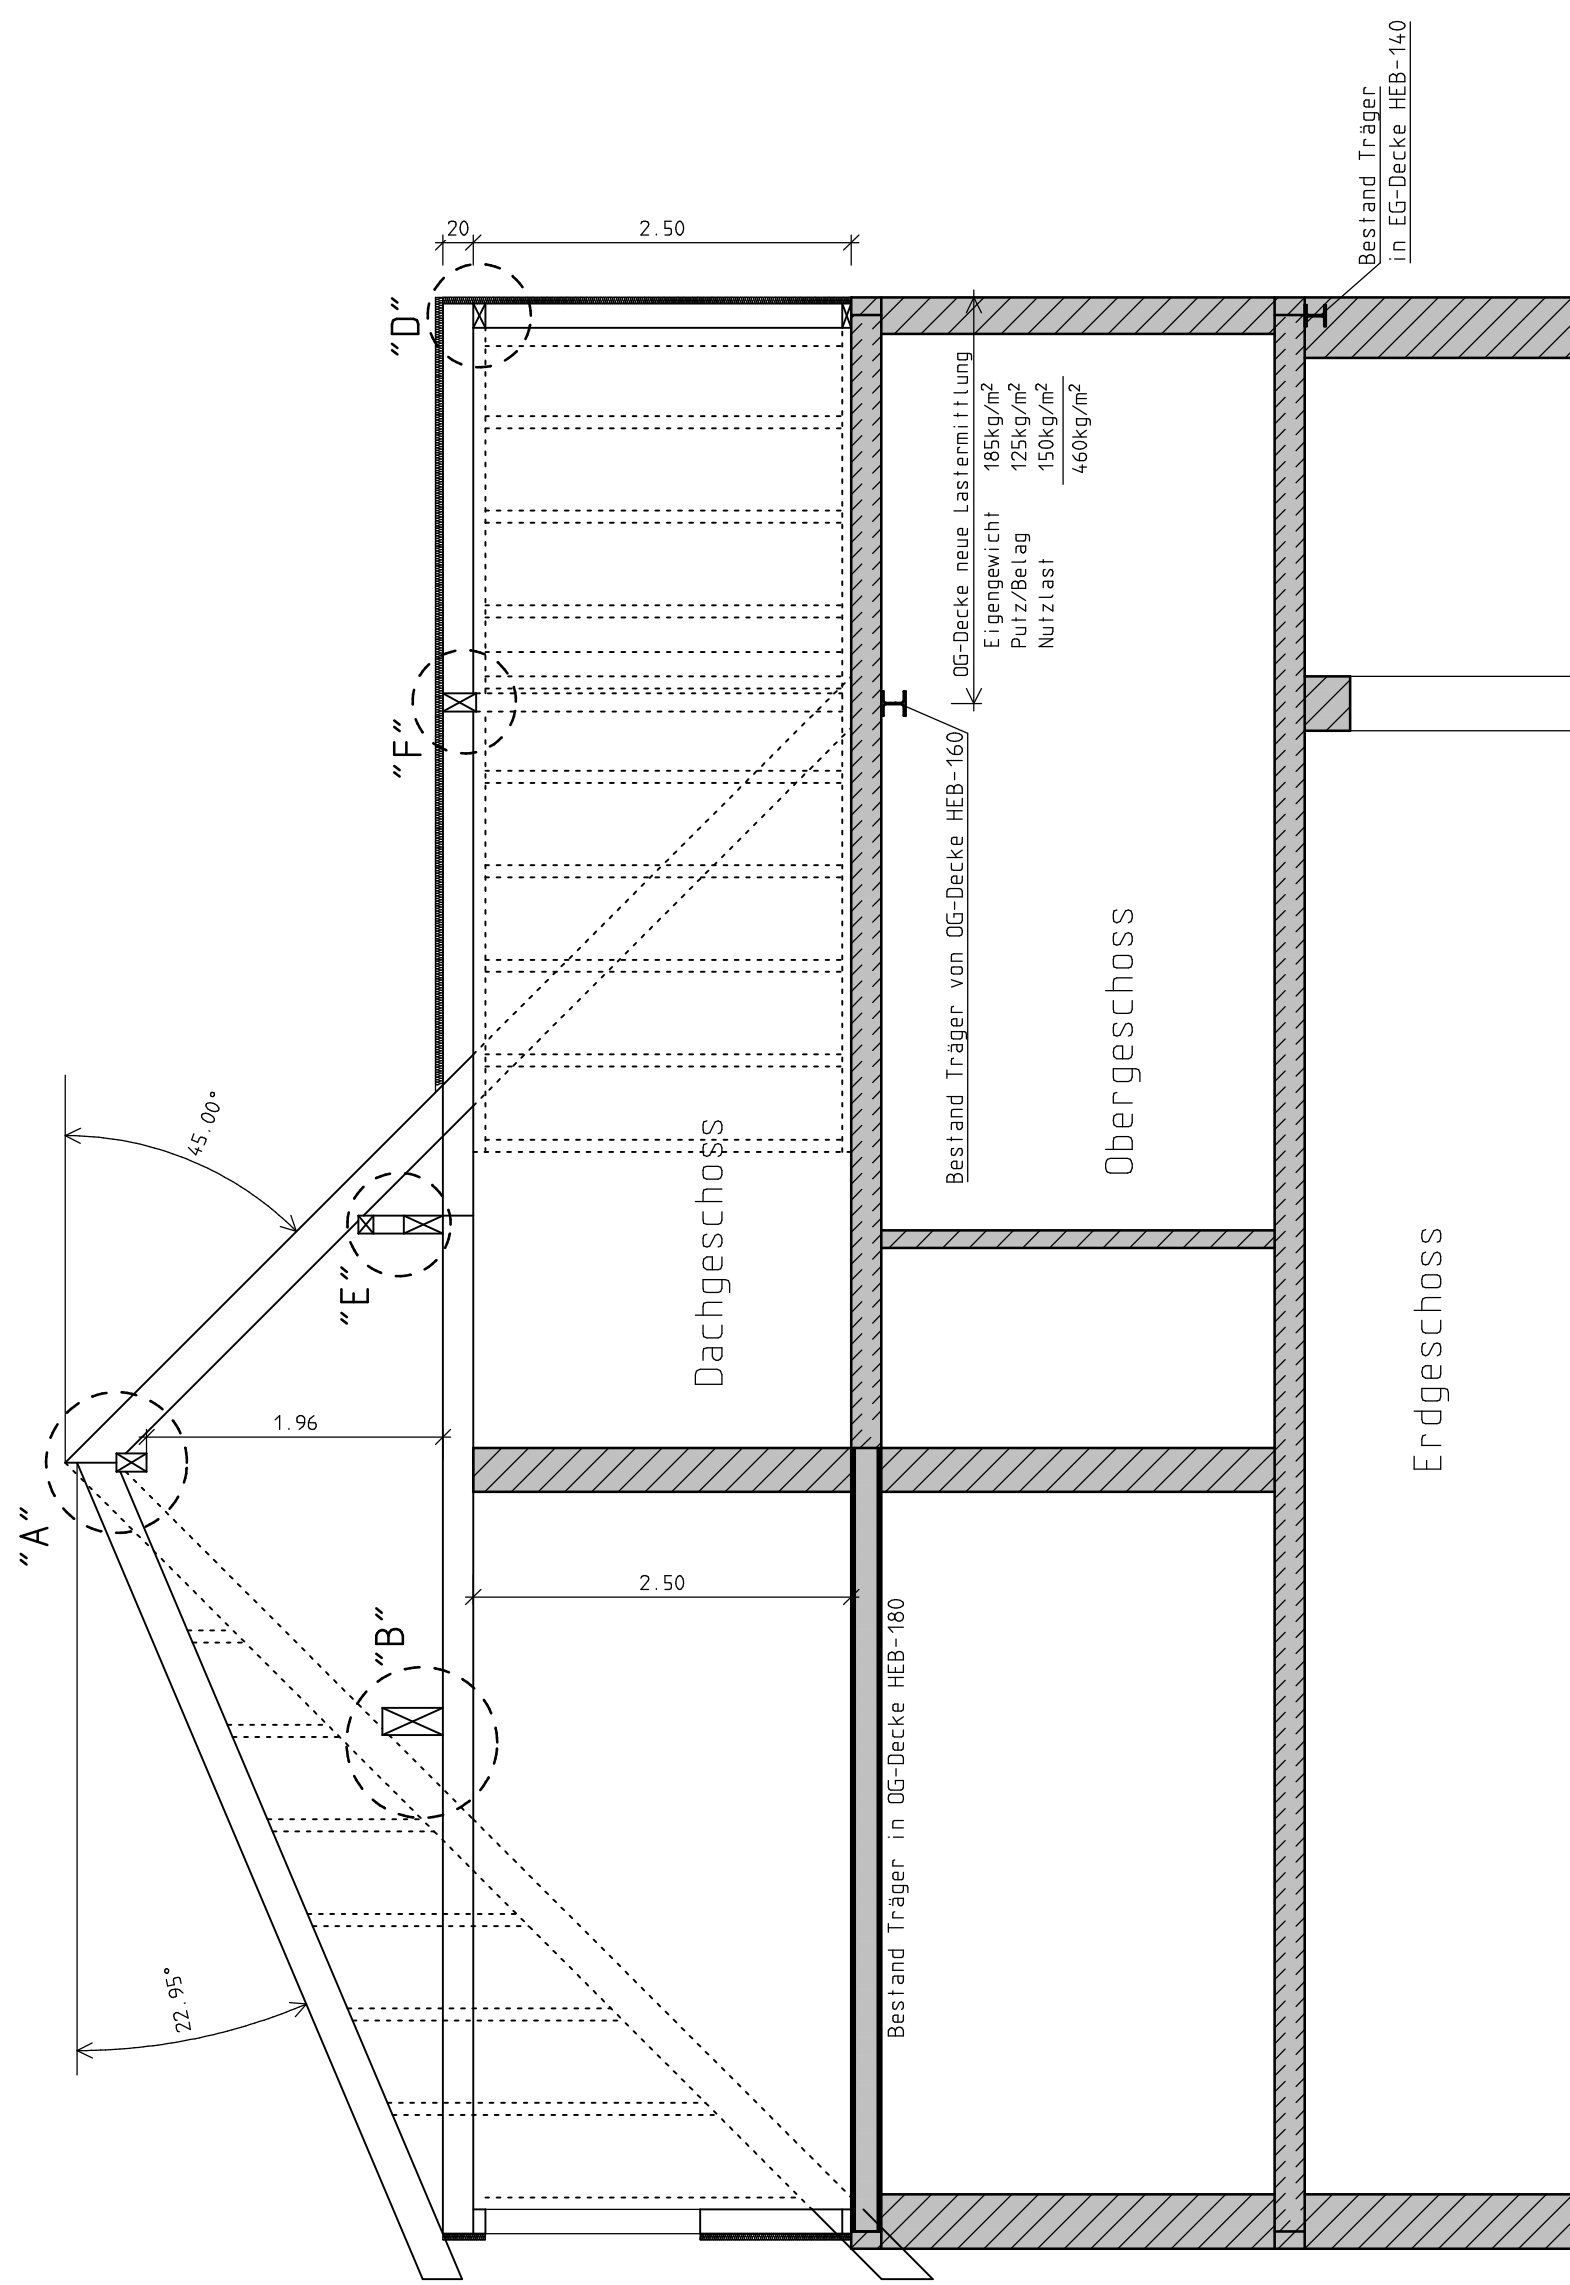 "A"
22.95°
45.00°
1.96
"B"
"E"
"F"
"D"
20
2.50
2.50
Dachgeschoss
Bestand Träger in OG-Decke HEB-180
Bestand Träger von OG-Decke HEB-160
OG-Decke neue Lastermittlung
Eigengewicht 185kg/m²
Putz/Belag 125kg/m²
Nutzlast 150kg/m²
460kg/m²
Obergeschoss
Bestand Träger
in EG-Decke HEB-140
Erdgeschoss